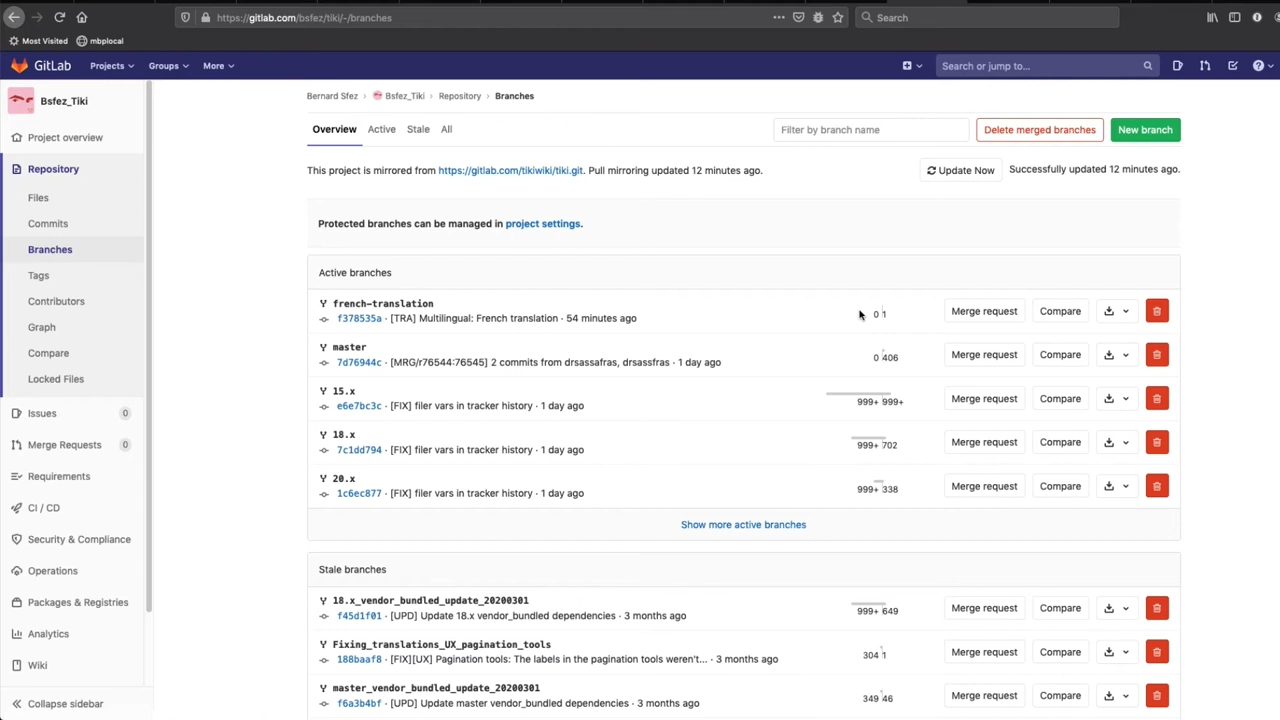 https://gitlab.com/bsfez/tiki/-/branches
Search
Most Visited
mbplocal
GitLab
Projects
Groups
More
Search or jump to...
Bsfez_Tiki
Project overview
Repository
Files
Commits
Branches
Tags
Contributors
Graph
Compare
Locked Files
Issues 0
Merge Requests 0
Requirements
CI / CD
Security & Compliance
Operations
Packages & Registries
Analytics
Wiki
Collapse sidebar
Bernard Sfez › Bsfez_Tiki › Repository › Branches
Overview Active Stale All
Filter by branch name
Delete merged branches
New branch
This project is mirrored from https://gitlab.com/tikiwiki/tiki.git. Pull mirroring updated 12 minutes ago.
Update Now
Successfully updated 12 minutes ago.
Protected branches can be managed in project settings.
Active branches
french-translation
f378535a · [TRA] Multilingual: French translation · 54 minutes ago
0 1
Merge request Compare
master
7d76944c · [MRG/r76544:76545] 2 commits from drsassafras, drsassfras · 1 day ago
0 406
Merge request Compare
15.x
e6e7bc3c · [FIX] filer vars in tracker history · 1 day ago
999+ 999+
Merge request Compare
18.x
7c1dd794 · [FIX] filer vars in tracker history · 1 day ago
999+ 702
Merge request Compare
20.x
1c6ec877 · [FIX] filer vars in tracker history · 1 day ago
999+ 338
Merge request Compare
Show more active branches
Stale branches
18.x_vendor_bundled_update_20200301
f45d1f01 · [UPD] Update 18.x vendor_bundled dependencies · 3 months ago
999+ 649
Merge request Compare
Fixing_translations_UX_pagination_tools
188baaf8 · [FIX][UX] Pagination tools: The labels in the pagination tools weren't... · 3 months ago
304 1
Merge request Compare
master_vendor_bundled_update_20200301
f6a3b4bf · [UPD] Update master vendor_bundled dependencies · 3 months ago
349 46
Merge request Compare